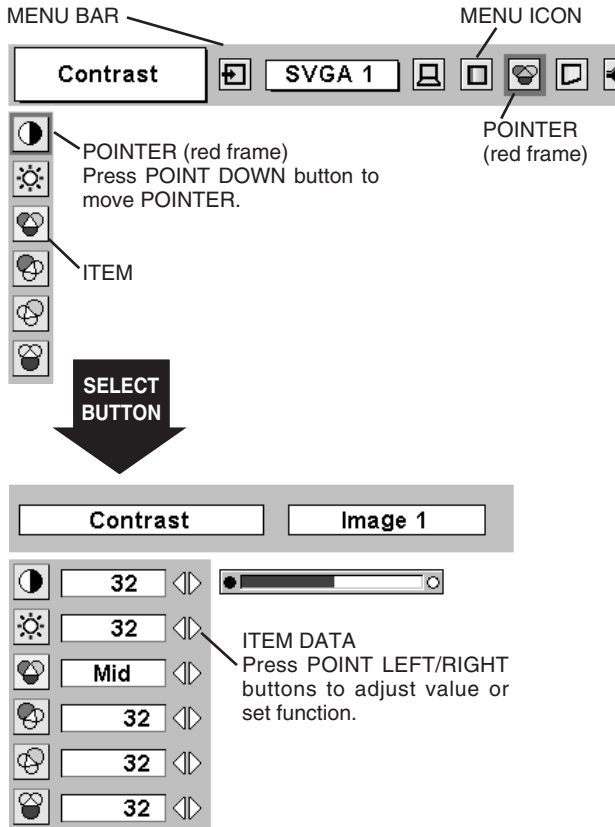 MENU BAR
MENU ICON
Contrast
SVGA 1
POINTER
(red frame)
POINTER (red frame)
Press POINT DOWN button to
move POINTER.
ITEM
SELECT
BUTTON
Contrast
Image 1
32
32
ITEM DATA
Press POINT LEFT/RIGHT
buttons to adjust value or
set function.
Mid
32
32
32